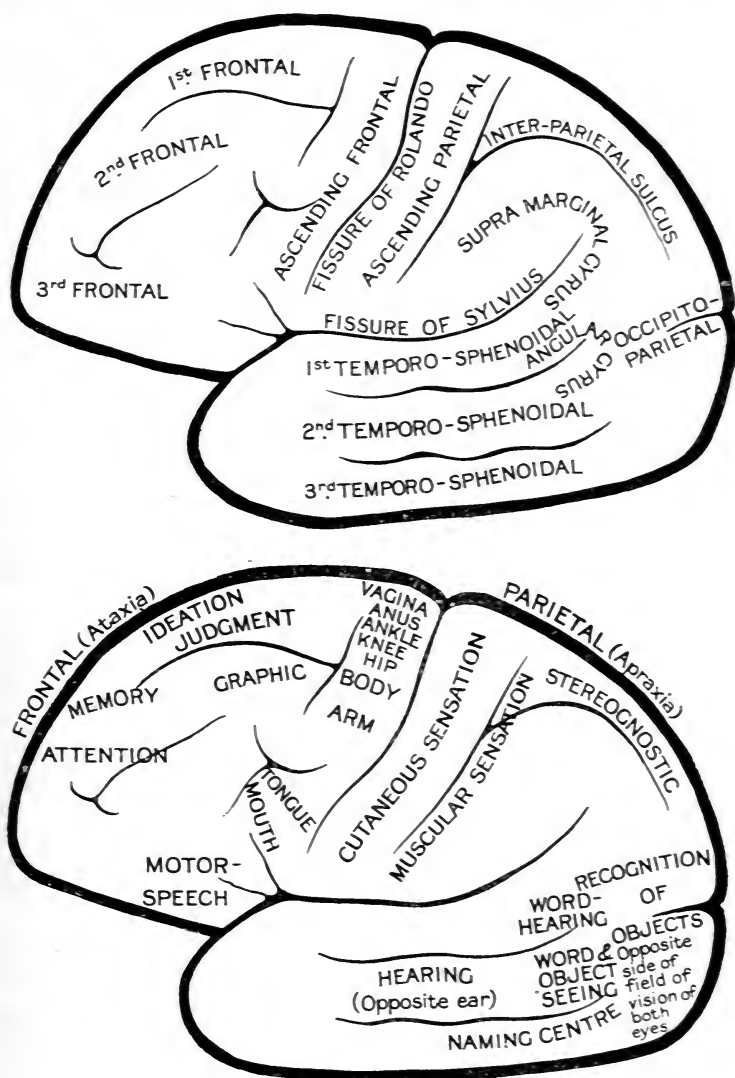 1st FRONTAL
2nd FRONTAL
3rd FRONTAL
ASCENDING FRONTAL
FISSURE OF ROLANDO
ASCENDING PARIETAL
INTER-PARIETAL SULCUS
SUPRA MARGINAL GYRUS
FISSURE OF SYLVIUS
1st TEMPORO-SPHENOIDAL
ANGULAR GYRUS
OCCIPITO-
PARIETAL
2nd TEMPORO-SPHENOIDAL
3rd TEMPORO-SPHENOIDAL
FRONTAL (Ataxia)
PARIETAL (Apraxia)
IDEATION
JUDGMENT
MEMORY
GRAPHIC
ATTENTION
VAGINA
ANUS
ANKLE
KNEE
HIP
BODY
ARM
TONGUE
MOUTH
MOTOR-
SPEECH
CUTANEOUS SENSATION
MUSCULAR SENSATION
STEREOGNOSTIC
RECOGNITION
OF
OBJECTS
WORD-
HEARING
WORD &
OBJECT
SEEING
Opposite
side of
field of
vision of
both
eyes
HEARING
(Opposite ear)
NAMING CENTRE